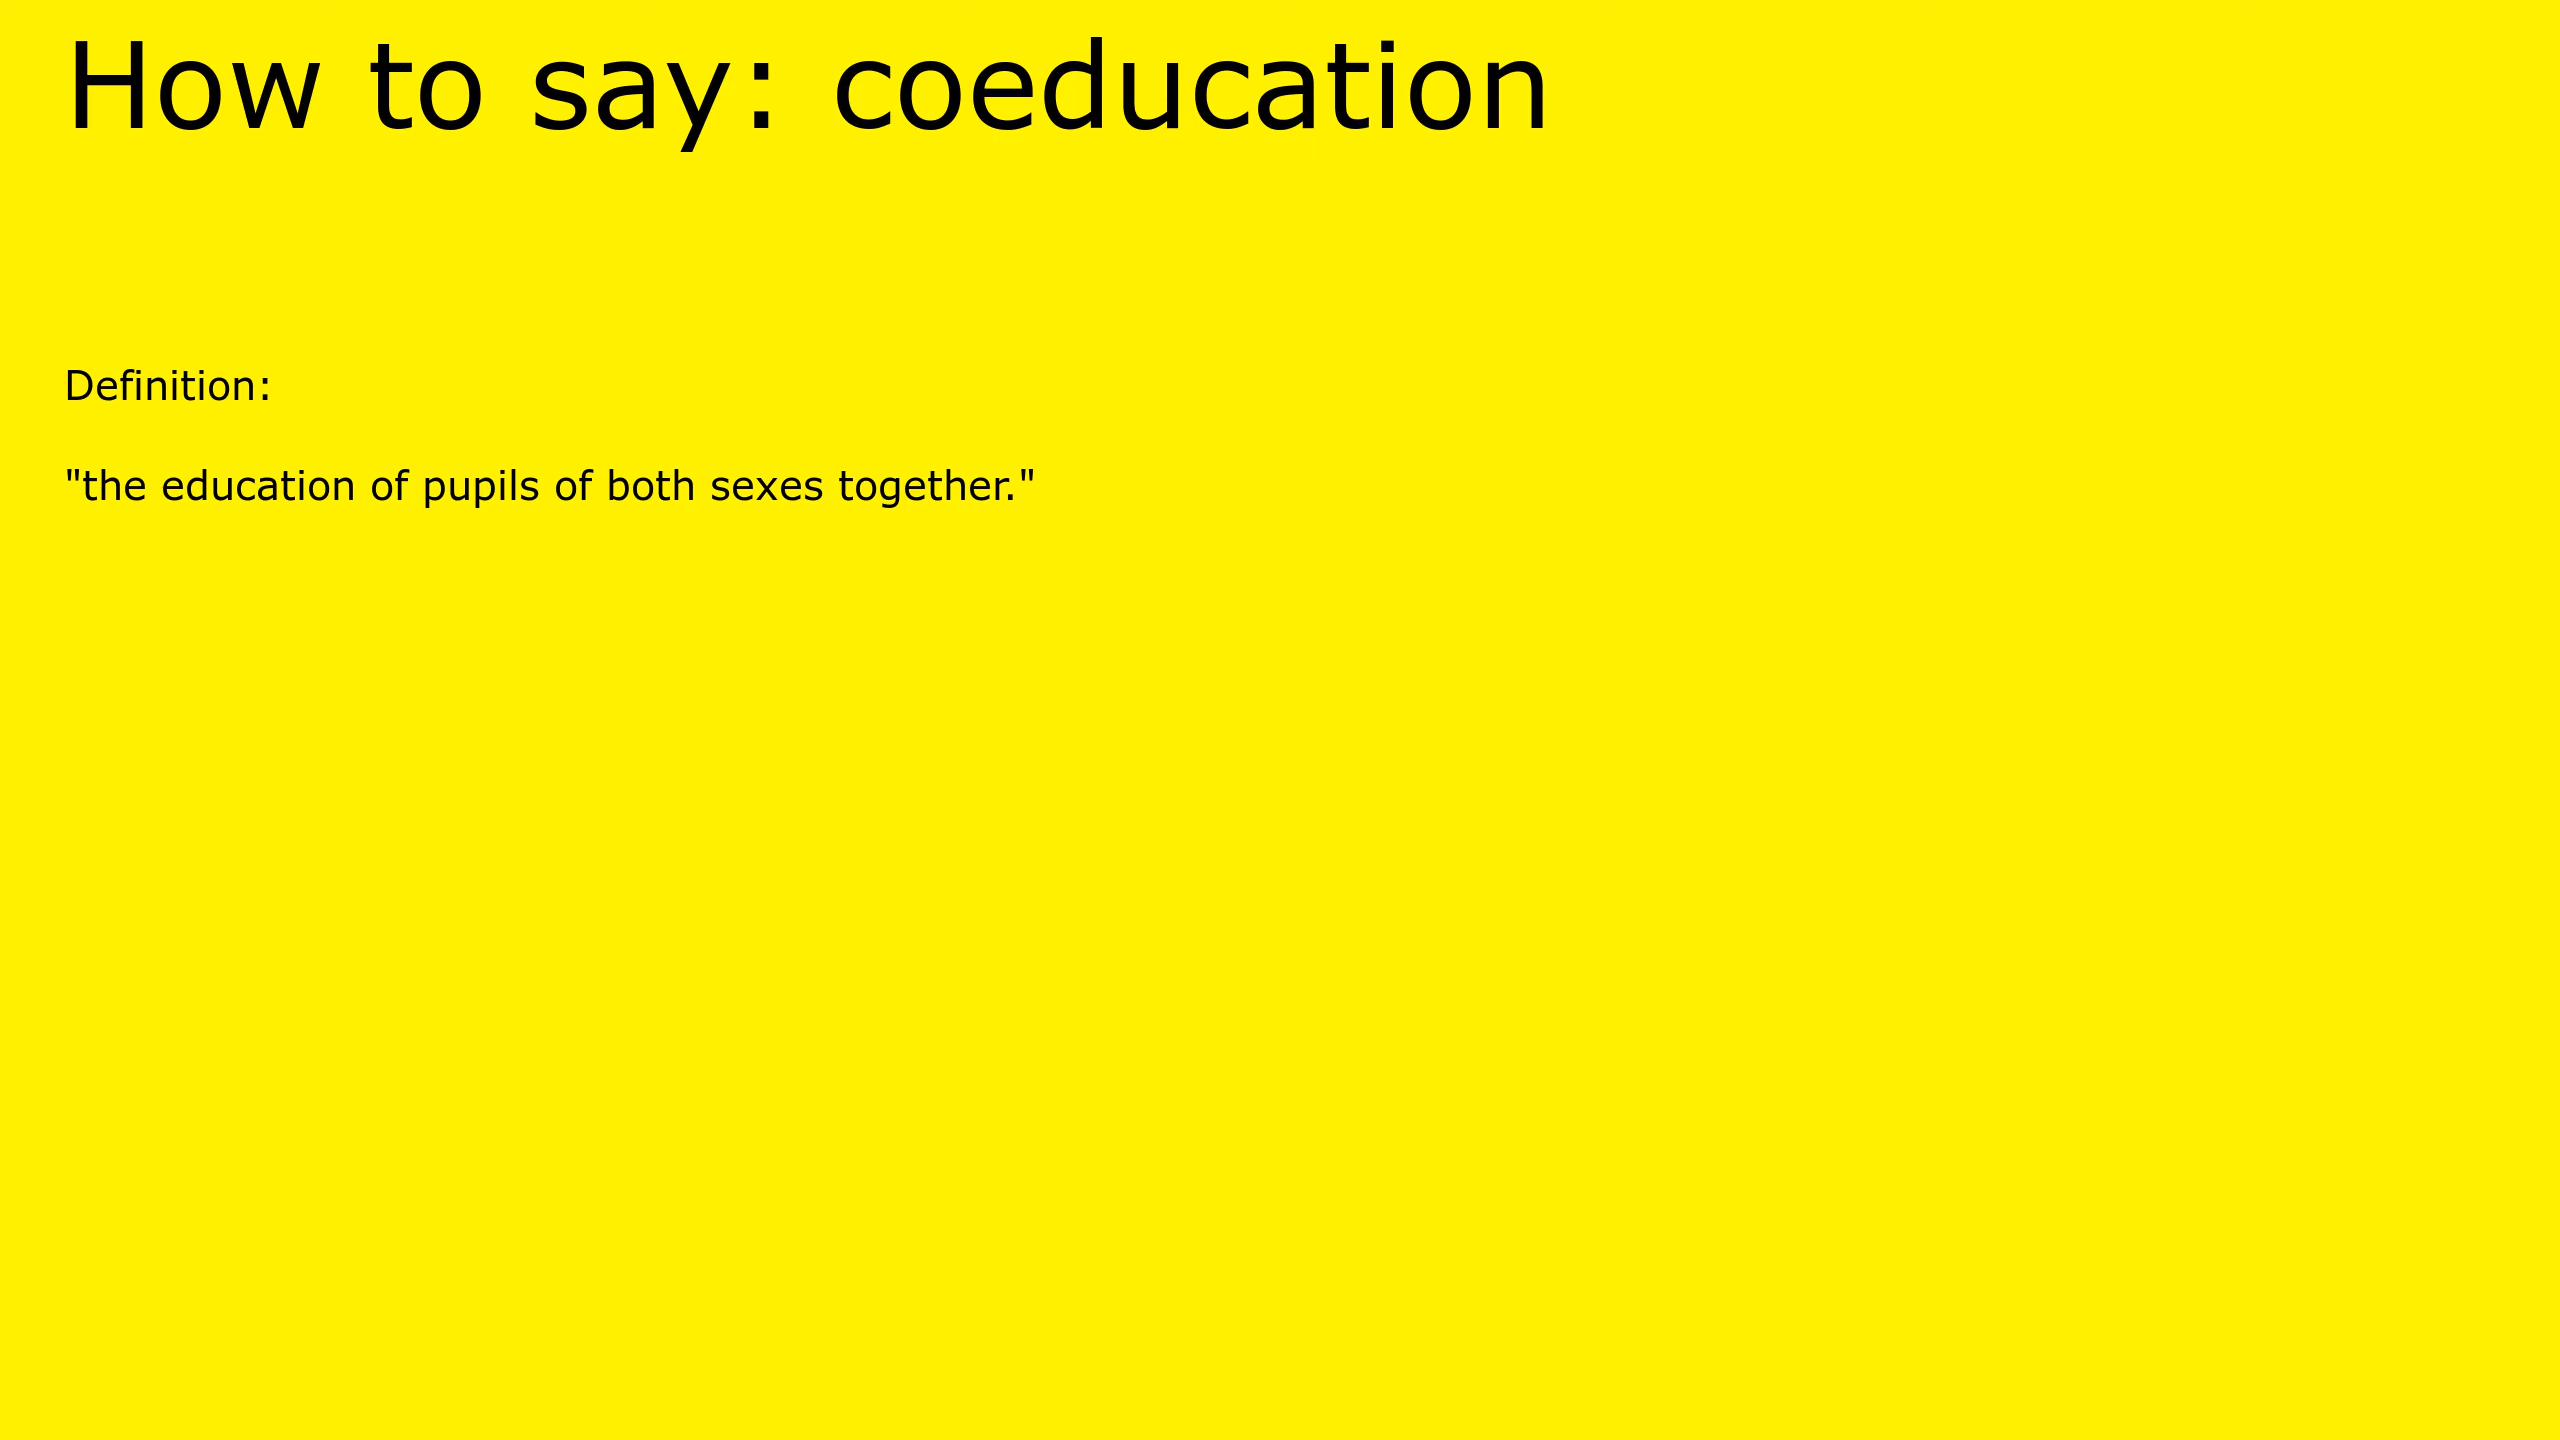 How to say: coeducation
Definition:
"the education of pupils of both sexes together."